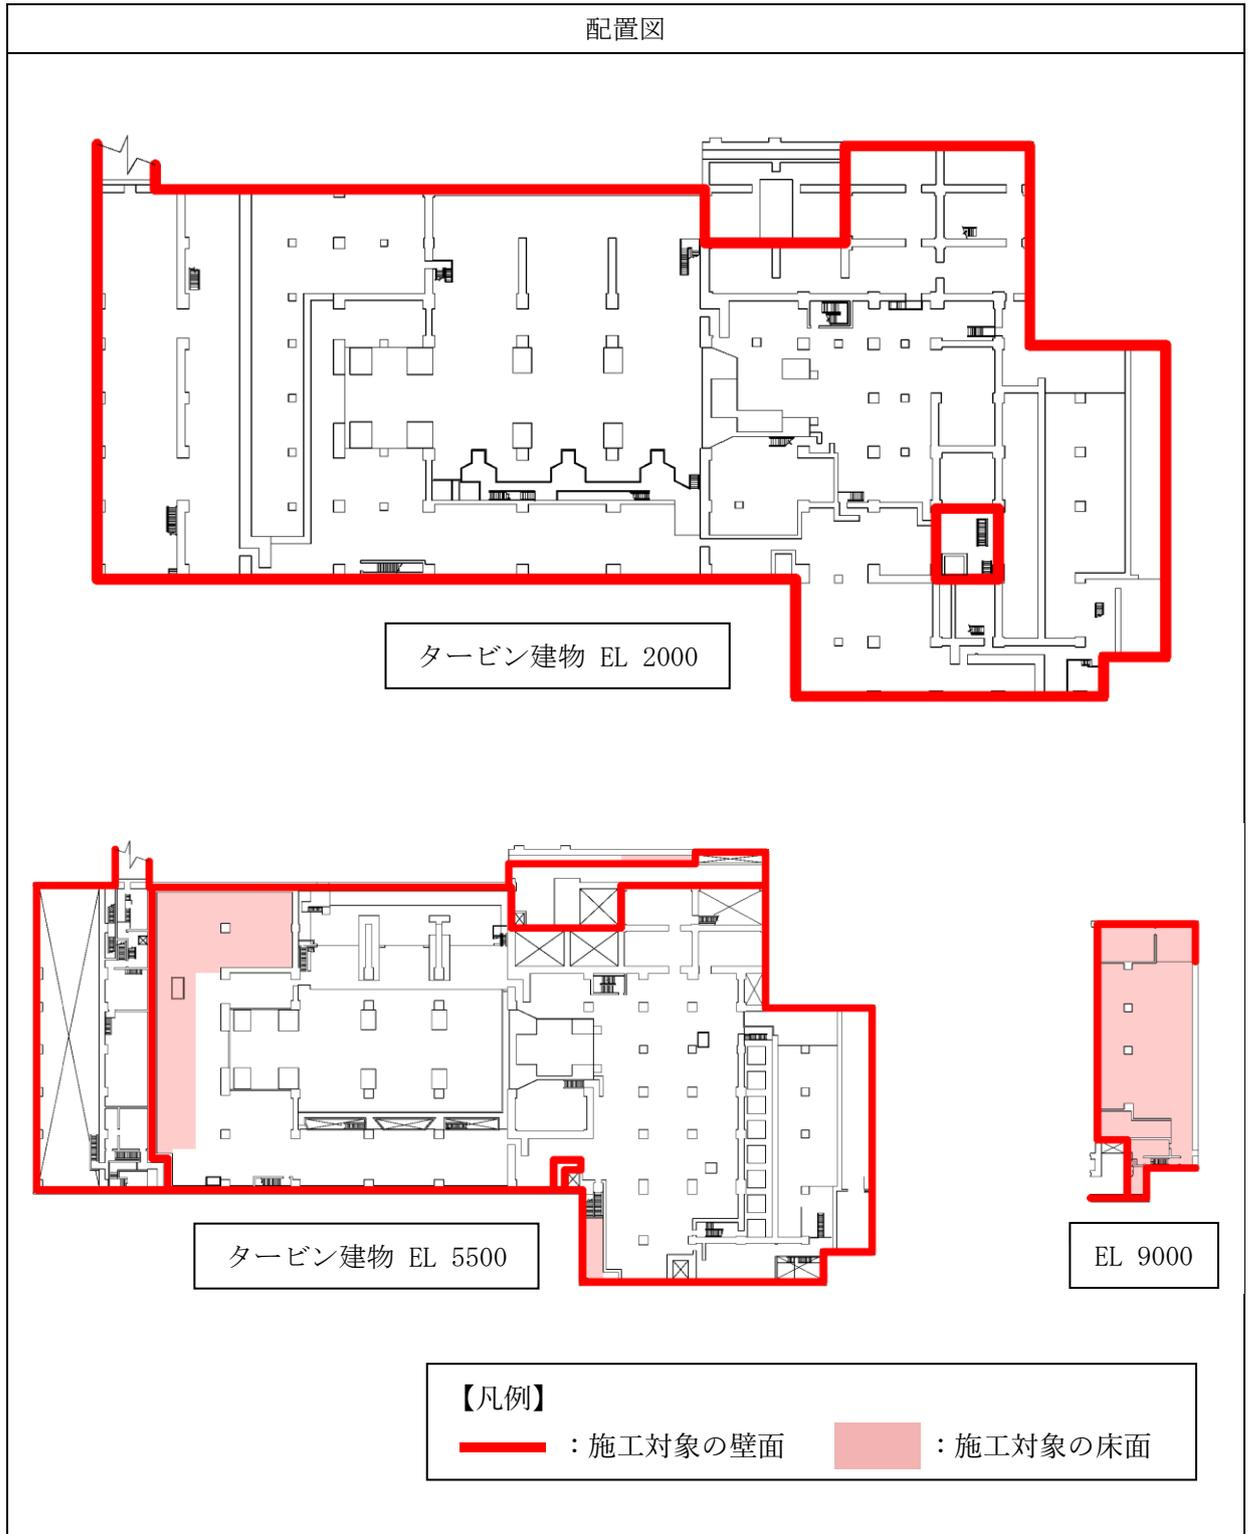 配置図
タービン建物 EL 2000
タービン建物 EL 5500
EL 9000
【凡例】
：施工対象の壁面 ：施工対象の床面